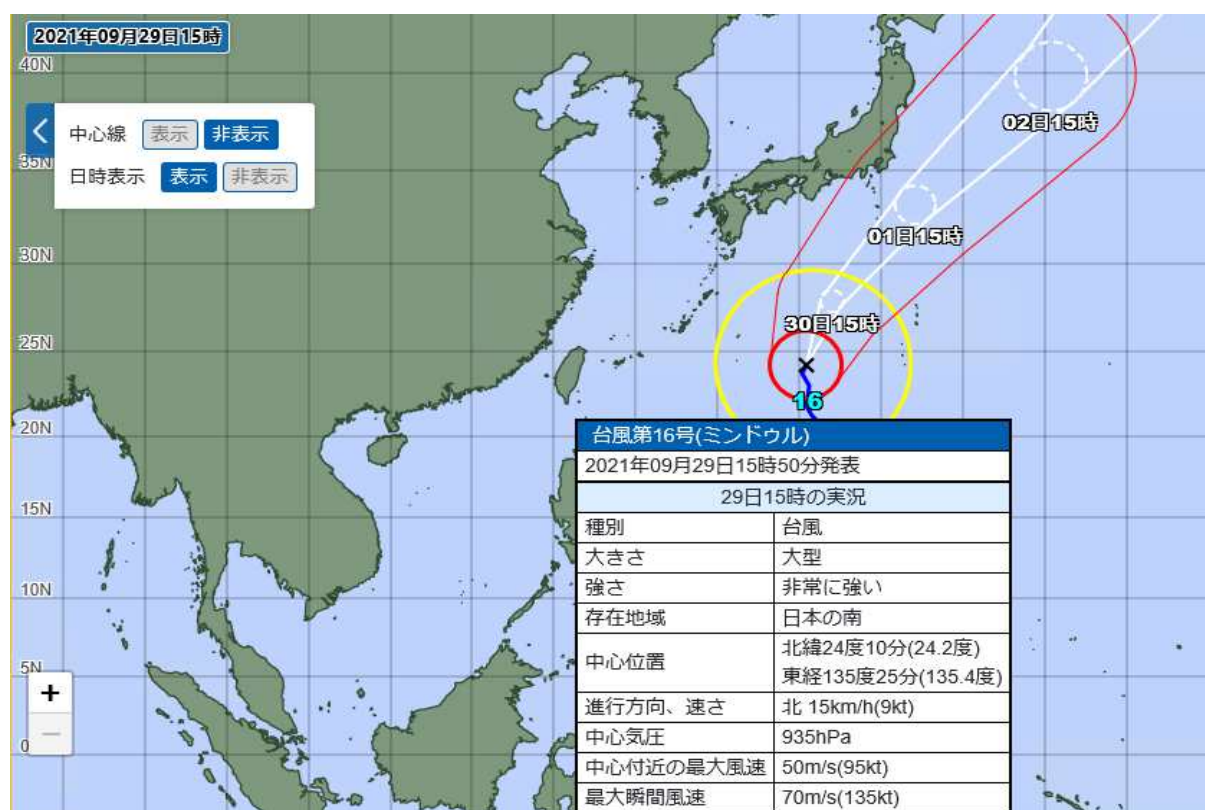 2021年09月29日15時
40N
中心線 表示 非表示
35N
日時表示 表示 非表示
02日15時
01日15時
30N
30日15時
25N
16
20N
台風第16号(ミンドゥル)
2021年09月29日15時50分発表
29日15時の実況
15N
種別 台風
大きさ 大型
強さ 非常に強い
10N
存在地域 日本の南
中心位置 北緯24度10分(24.2度)
東経135度25分(135.4度)
5N
+
進行方向、速さ 北 15km/h(9kt)
中心気圧 935hPa
−
0
中心付近の最大風速 50m/s(95kt)
最大瞬間風速 70m/s(135kt)